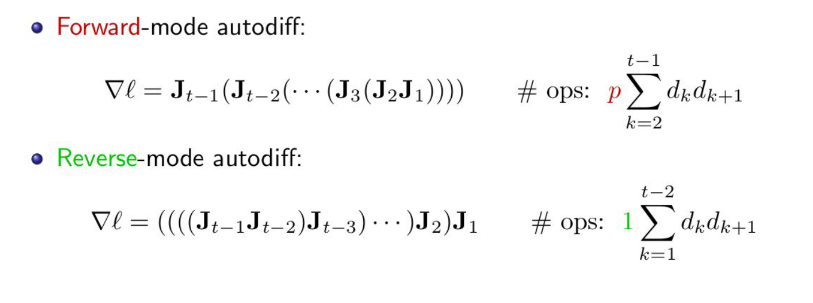 Forward-mode autodiff:
∇ℓ = J_{t−1}(J_{t−2}(⋯(J_3(J_2J_1)))) # ops: p ∑_{k=2}^{t−1} d_k d_{k+1}
Reverse-mode autodiff:
∇ℓ = ((((J_{t−1}J_{t−2})J_{t−3})⋯)J_2)J_1 # ops: 1 ∑_{k=1}^{t−2} d_k d_{k+1}